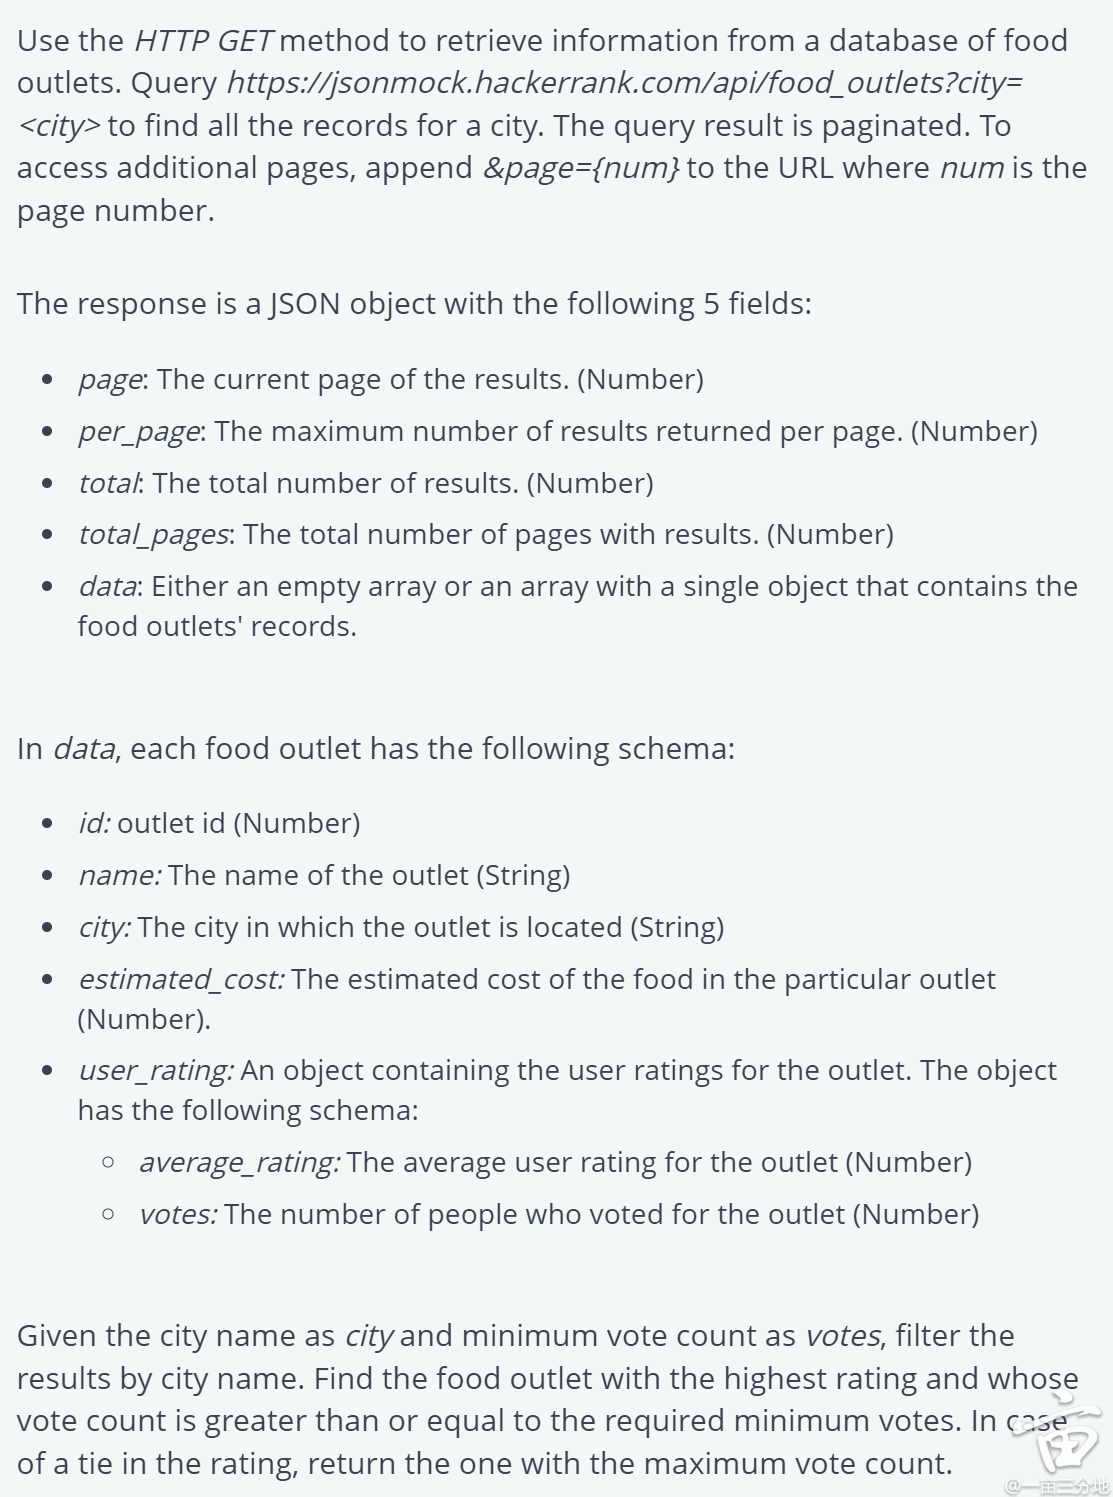 Use the HTTP GET method to retrieve information from a database of food
outlets. Query https://jsonmock.hackerrank.com/api/food_outlets?city=
<city> to find all the records for a city. The query result is paginated. To
access additional pages, append &page={num} to the URL where num is the
page number.
The response is a JSON object with the following 5 fields:
• page: The current page of the results. (Number)
• per_page: The maximum number of results returned per page. (Number)
• total: The total number of results. (Number)
• total_pages: The total number of pages with results. (Number)
• data: Either an empty array or an array with a single object that contains the
food outlets' records.
In data, each food outlet has the following schema:
• id: outlet id (Number)
• name: The name of the outlet (String)
• city: The city in which the outlet is located (String)
• estimated_cost: The estimated cost of the food in the particular outlet
(Number).
• user_rating: An object containing the user ratings for the outlet. The object
has the following schema:
○ average_rating: The average user rating for the outlet (Number)
○ votes: The number of people who voted for the outlet (Number)
Given the city name as city and minimum vote count as votes, filter the
results by city name. Find the food outlet with the highest rating and whose
vote count is greater than or equal to the required minimum votes. In case
of a tie in the rating, return the one with the maximum vote count.
@一亩三分地